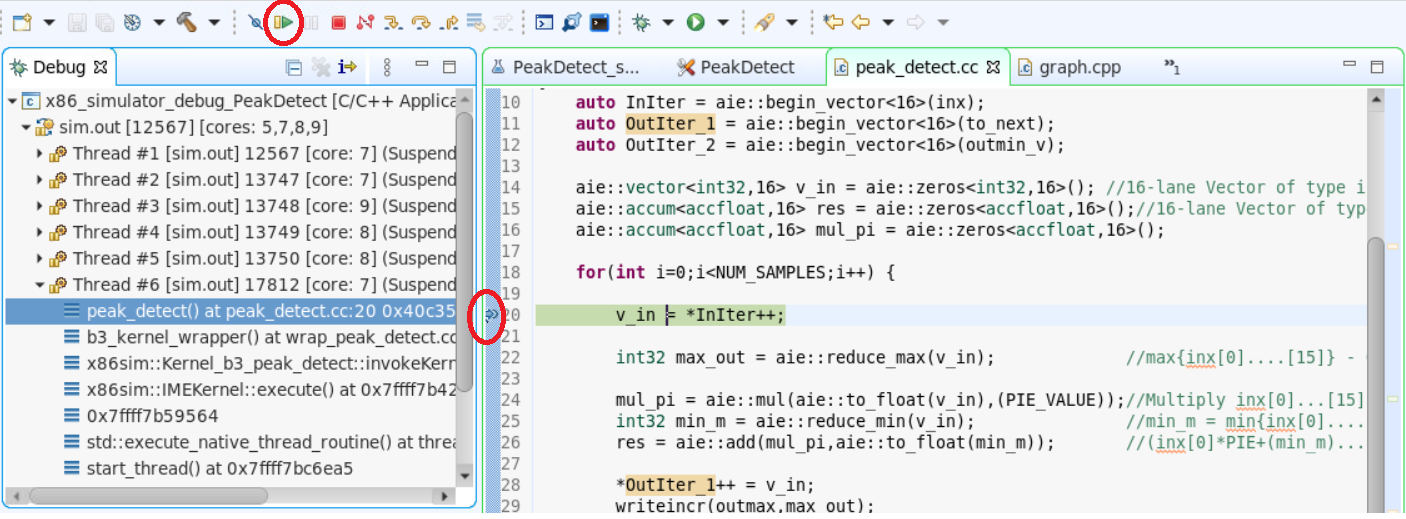 Debug
x86_simulator_debug_PeakDetect [C/C++ Applica
sim.out [12567] [cores: 5,7,8,9]
Thread #1 [sim.out] 12567 [core: 7] (Suspend
Thread #2 [sim.out] 13747 [core: 7] (Suspend
Thread #3 [sim.out] 13748 [core: 9] (Suspend
Thread #4 [sim.out] 13749 [core: 8] (Suspend
Thread #5 [sim.out] 13750 [core: 8] (Suspend
Thread #6 [sim.out] 17812 [core: 7] (Suspend
peak_detect() at peak_detect.cc:20 0x40c35
b3_kernel_wrapper() at wrap_peak_detect.cc
x86sim::Kernel_b3_peak_detect::invokeKern
x86sim::IMEKernel::execute() at 0x7ffff7b42
0x7ffff7b59564
std::execute_native_thread_routine() at threa
start_thread() at 0x7ffff7bc6ea5
PeakDetect_s... PeakDetect peak_detect.cc graph.cpp »1
10 auto InIter = aie::begin_vector<16>(inx);
11 auto OutIter_1 = aie::begin_vector<16>(to_next);
12 auto OutIter_2 = aie::begin_vector<16>(outmin_v);
13
14 aie::vector<int32,16> v_in = aie::zeros<int32,16>(); //16-lane Vector of type i
15 aie::accum<accfloat,16> res = aie::zeros<accfloat,16>();//16-lane Vector of typ
16 aie::accum<accfloat,16> mul_pi = aie::zeros<accfloat,16>();
17
18 for(int i=0;i<NUM_SAMPLES;i++) {
19
20 v_in = *InIter++;
21
22 int32 max_out = aie::reduce_max(v_in); //max{inx[0]....[15]} -
23
24 mul_pi = aie::mul(aie::to_float(v_in),(PIE_VALUE));//Multiply inx[0]...[15]
25 int32 min_m = aie::reduce_min(v_in); //min_m = min{inx[0]....
26 res = aie::add(mul_pi,aie::to_float(min_m)); //(inx[0]*PIE+(min_m)....
27
28 *OutIter_1++ = v_in;
29 writeincr(outmax,max_out);